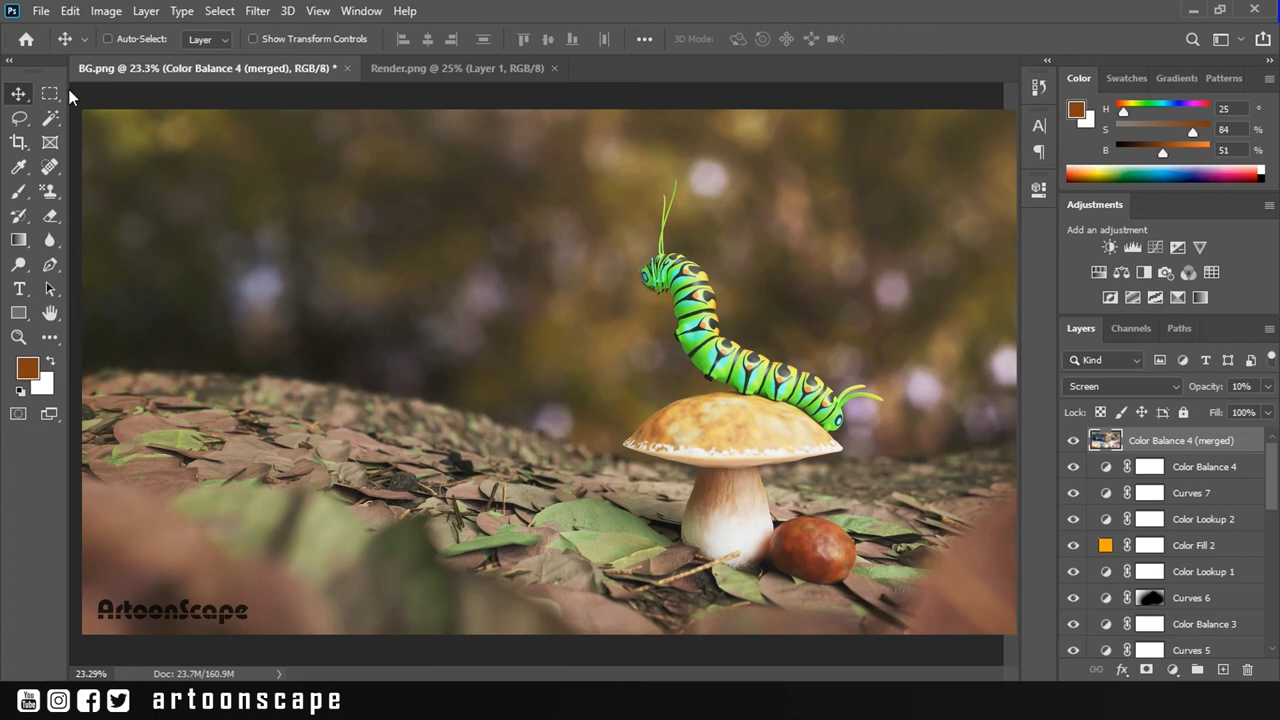 Ps File Edit Image Layer Type Select Filter 3D View Window Help
Auto-Select: Layer Show Transform Controls ••• 3D Mode:
BG.png @ 23.3% (Color Balance 4 (merged), RGB/8) * × Render.png @ 25% (Layer 1, RGB/8) ×
Color Swatches Gradients Patterns
H 25 °
S 84 %
B 51 %
Adjustments
Add an adjustment
Layers Channels Paths
Kind
Screen Opacity: 10%
Lock: Fill: 100%
Color Balance 4 (merged)
Color Balance 4
Curves 7
Color Lookup 2
Color Fill 2
Color Lookup 1
Curves 6
Color Balance 3
Curves 5
ArtoonScape
23.29% Doc: 23.7M/160.9M
You Tube artoonscape